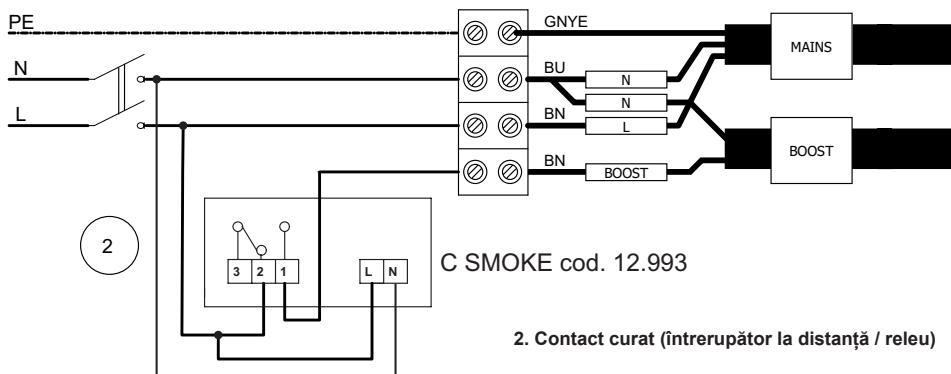 PE
GNYE
MAINS
N
BU
N
N
L
BN
L
BN
BOOST
BOOST
2
3 2 1
L N
C SMOKE cod. 12.993
2. Contact curat (întrerupător la distanță / releu)